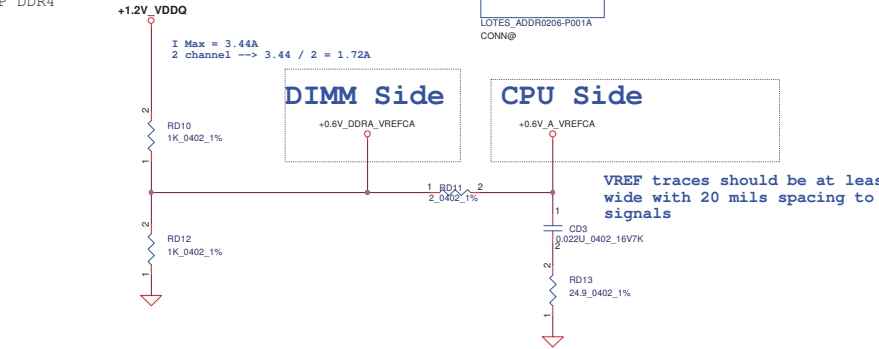 DDR4
+1.2V_VDDQ
LOTES_ADDR0206-P001A
CONN@
I Max = 3.44A
2 channel --> 3.44 / 2 = 1.72A
DIMM Side
CPU Side
+0.6V_DDRA_VREFCA
+0.6V_A_VREFCA
2
RD10
1K_0402_1%
1
1 RD11 2
2_0402_1%
VREF traces should be at leas
wide with 20 mils spacing to
signals
1
CD3
0.022U_0402_16V7K
2
2
RD12
1K_0402_1%
1
2
RD13
24.9_0402_1%
1